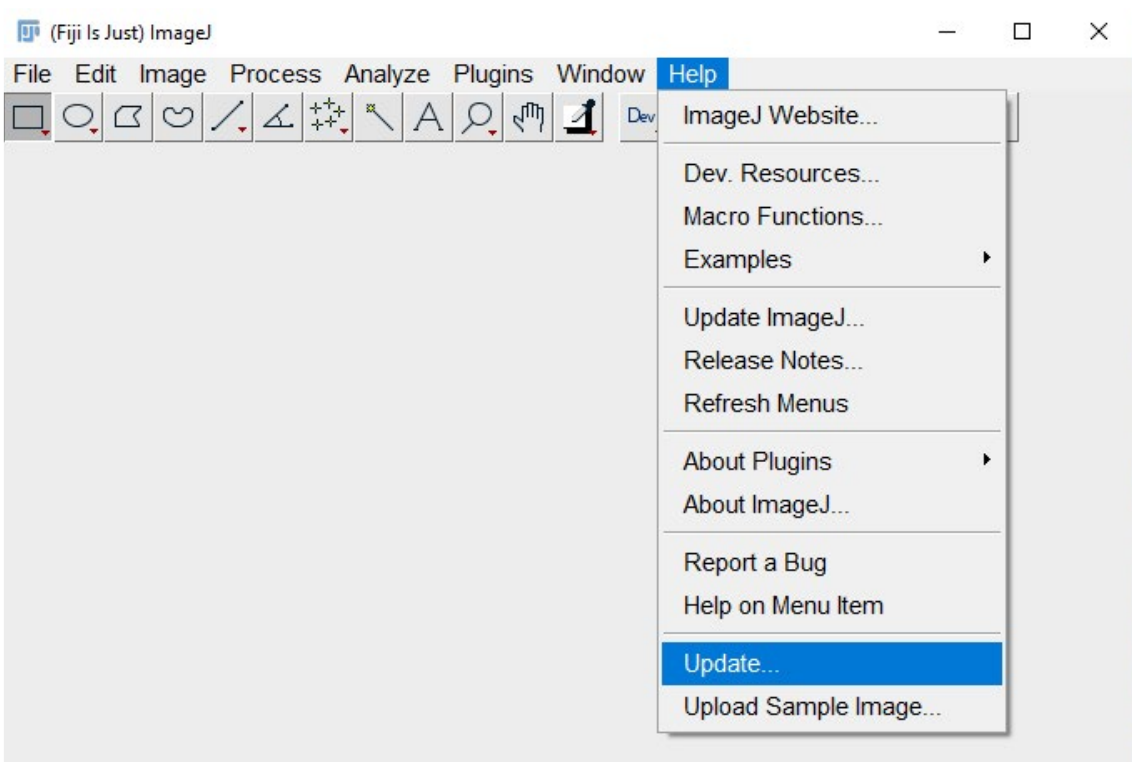 (Fiji Is Just) ImageJ
File Edit Image Process Analyze Plugins Window Help
A Dev
ImageJ Website...
Dev. Resources...
Macro Functions...
Examples
Update ImageJ...
Release Notes...
Refresh Menus
About Plugins
About ImageJ...
Report a Bug
Help on Menu Item
Update...
Upload Sample Image...